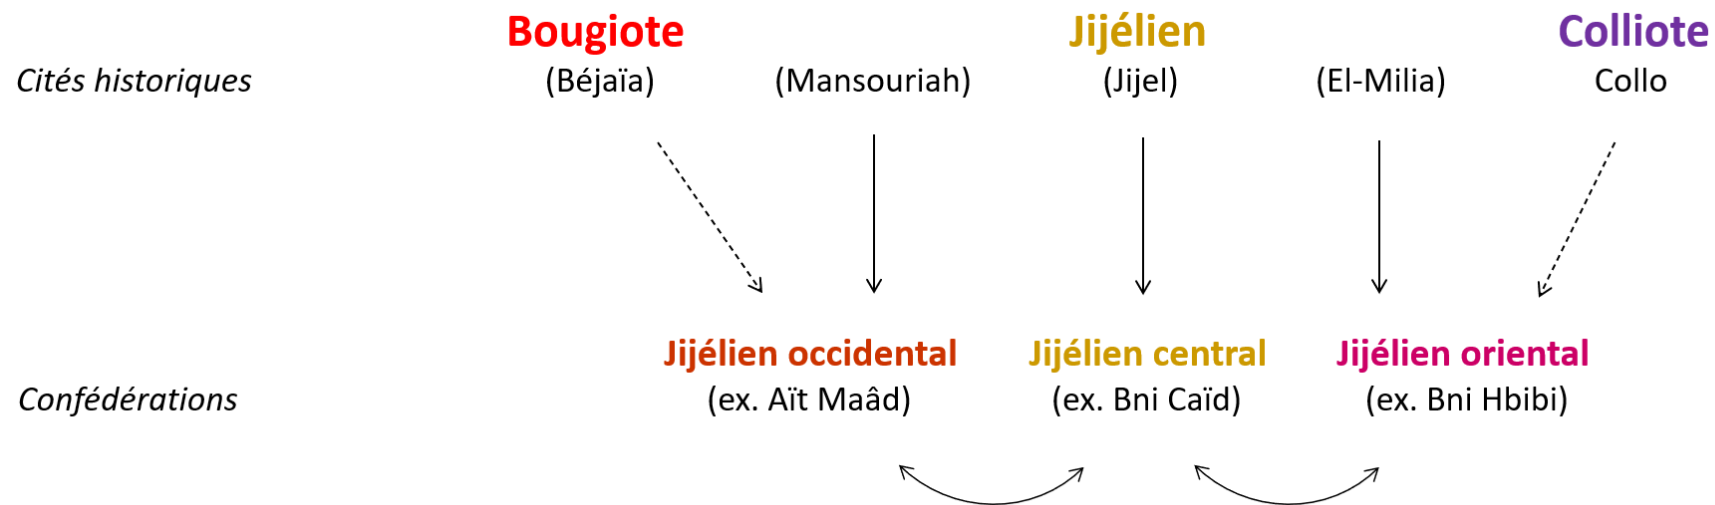 Bougiote Jijélien Colliote
Cités historiques (Béjaïa) (Mansouriah) (Jijel) (El-Milia) Collo
Jijélien occidental Jijélien central Jijélien oriental
Confédérations (ex. Aït Maâd) (ex. Bni Caïd) (ex. Bni Hbibi)